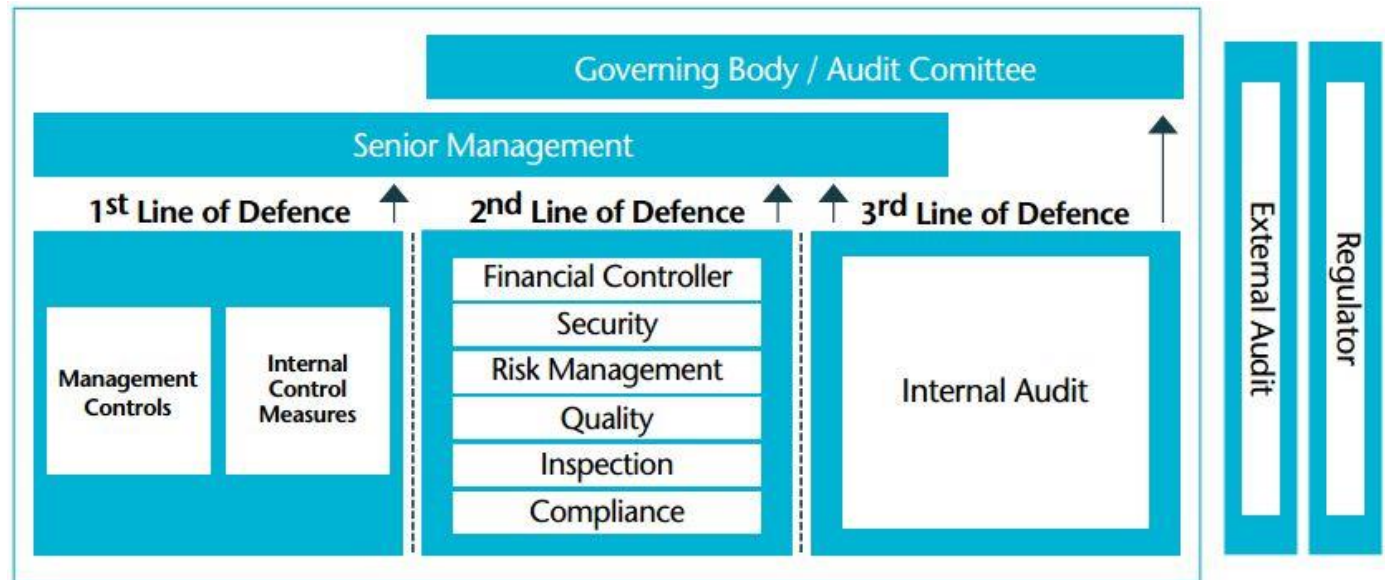 Governing Body / Audit Comittee
Senior Management
1st Line of Defence
2nd Line of Defence
3rd Line of Defence
Management
Controls
Internal
Control
Measures
Financial Controller
Security
Risk Management
Quality
Inspection
Compliance
Internal Audit
External Audit
Regulator